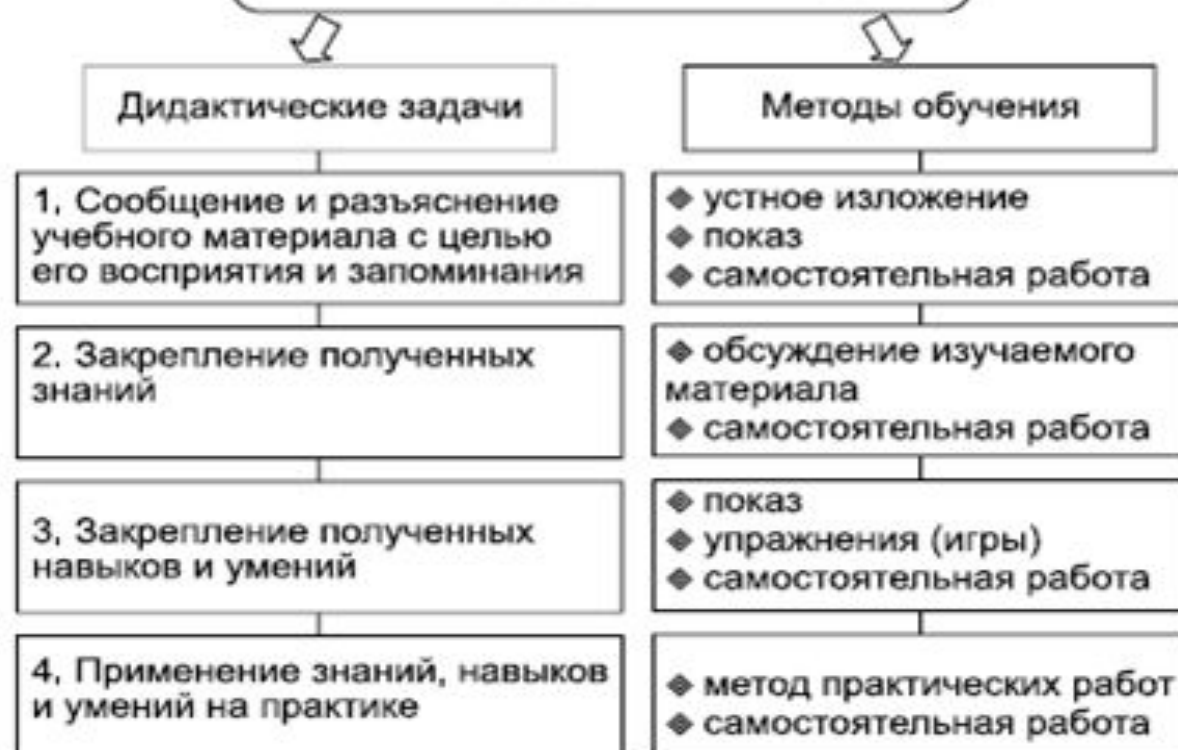 Дидактические задачи
Методы обучения
1, Сообщение и разъяснение
учебного материала с целью
его восприятия и запоминания
◆ устное изложение
◆ показ
◆ самостоятельная работа
2. Закрепление полученных
знаний
◆ обсуждение изучаемого
материала
◆ самостоятельная работа
3, Закрепление полученных
навыков и умений
◆ показ
◆ упражнения (игры)
◆ самостоятельная работа
4, Применение знаний, навыков
и умений на практике
◆ метод практических работ
◆ самостоятельная работа